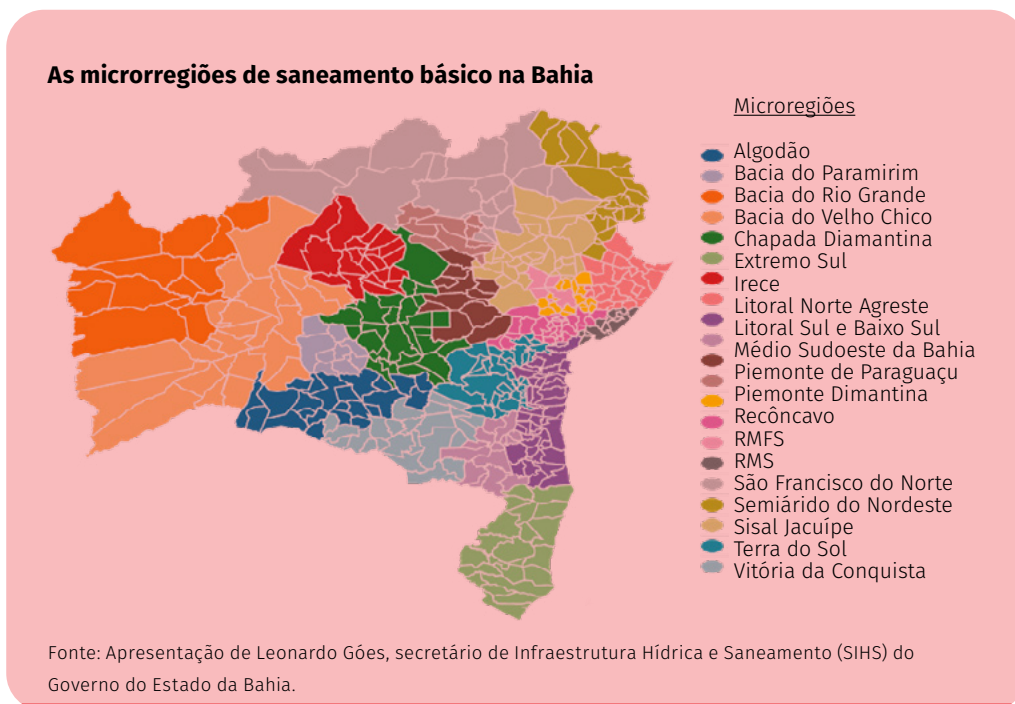 As microrregiões de saneamento básico na Bahia
Microregiões
Algodão
Bacia do Paramirim
Bacia do Rio Grande
Bacia do Velho Chico
Chapada Diamantina
Extremo Sul
Irece
Litoral Norte Agreste
Litoral Sul e Baixo Sul
Médio Sudoeste da Bahia
Piemonte de Paraguaçu
Piemonte Dimantina
Recôncavo
RMFS
RMS
São Francisco do Norte
Semiárido do Nordeste
Sisal Jacuípe
Terra do Sol
Vitória da Conquista
Fonte: Apresentação de Leonardo Góes, secretário de Infraestrutura Hídrica e Saneamento (SIHS) do
Governo do Estado da Bahia.